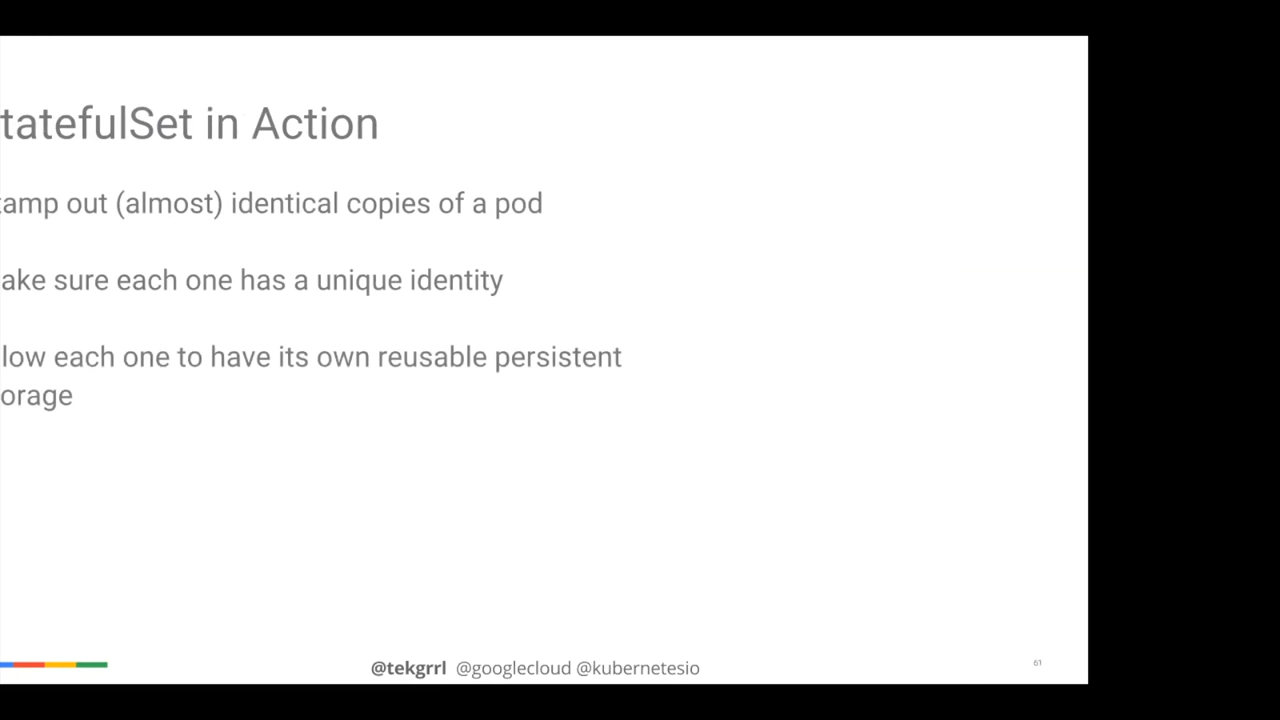 tatefulSet in Action
tamp out (almost) identical copies of a pod
ake sure each one has a unique identity
low each one to have its own reusable persistent
orage
@tekgrrl @googlecloud @kubernetesio
61